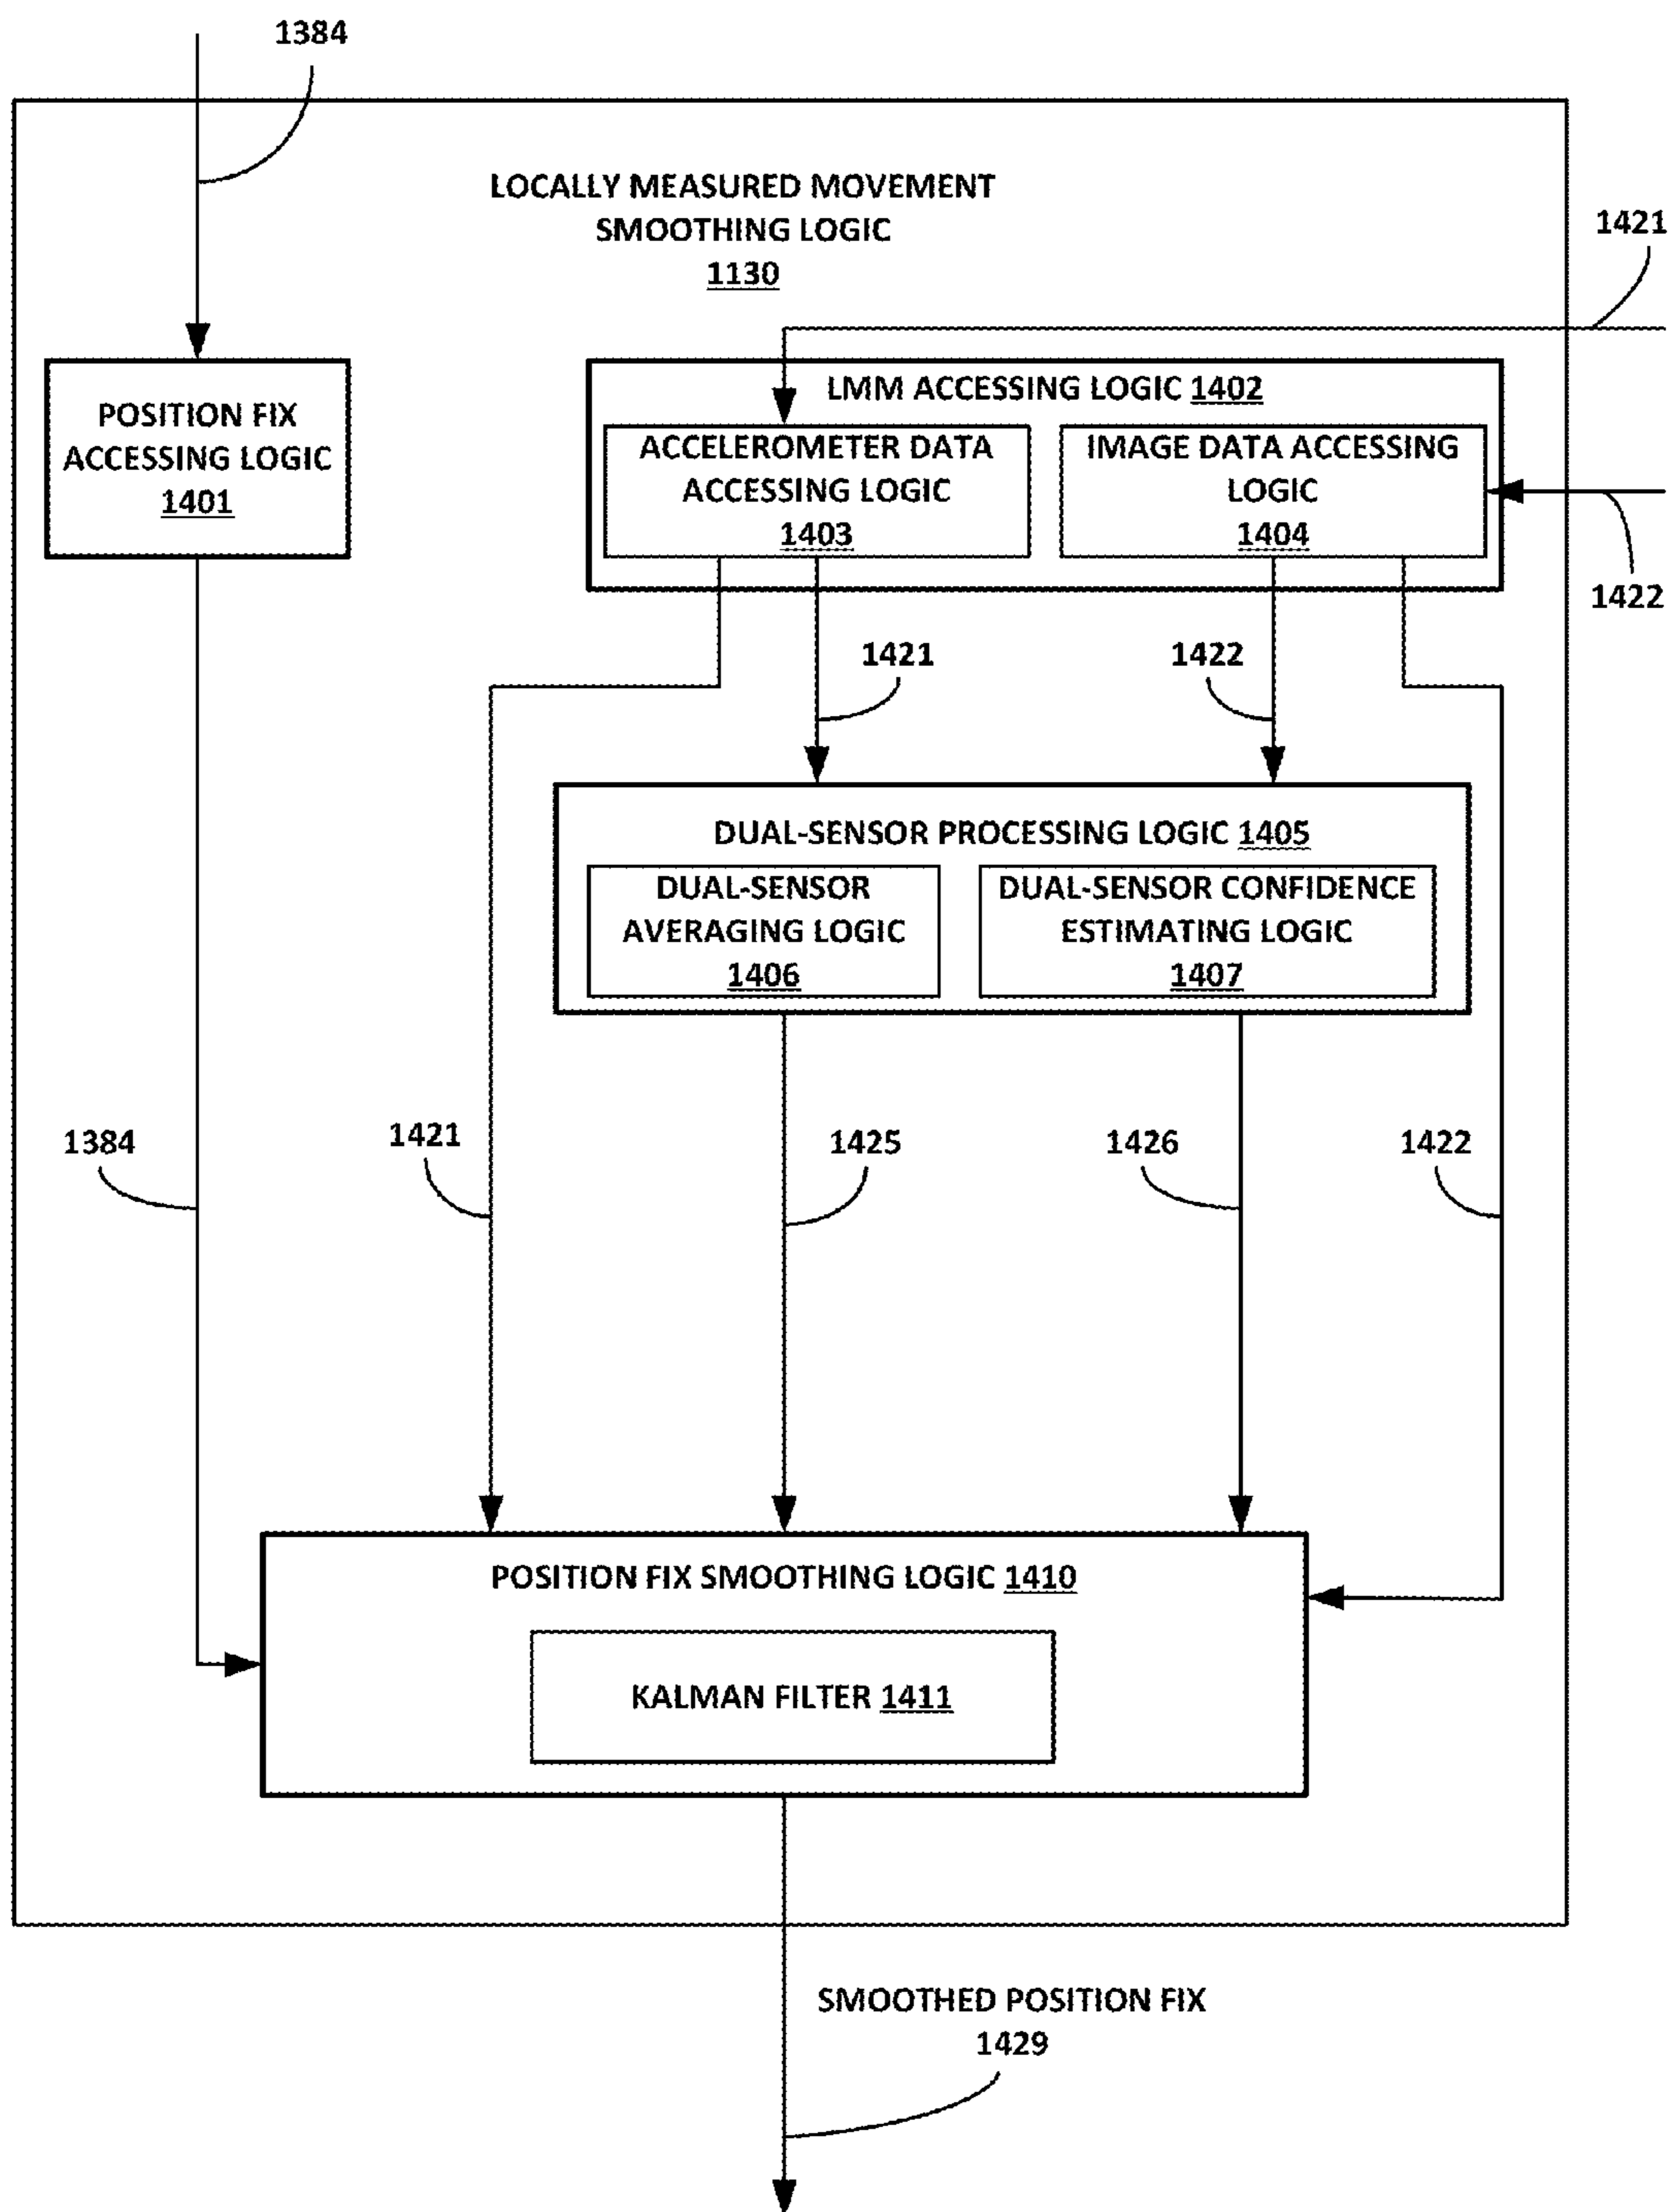 1384
LOCALLY MEASURED MOVEMENT
SMOOTHING LOGIC
1130
1421
POSITION FIX
ACCESSING LOGIC
1401
LMM ACCESSING LOGIC 1402
ACCELEROMETER DATA
ACCESSING LOGIC
1403
IMAGE DATA ACCESSING
LOGIC
1404
1422
1421
1422
DUAL-SENSOR PROCESSING LOGIC 1405
DUAL-SENSOR
AVERAGING LOGIC
1406
DUAL-SENSOR CONFIDENCE
ESTIMATING LOGIC
1407
1384
1421
1425
1426
1422
POSITION FIX SMOOTHING LOGIC 1410
KALMAN FILTER 1411
SMOOTHED POSITION FIX
1429